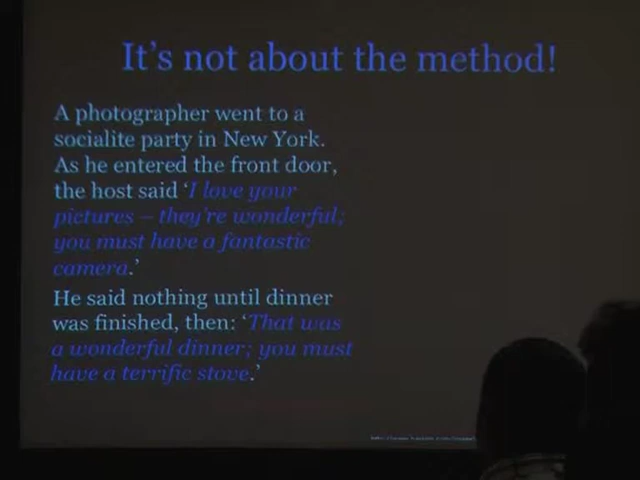 It's not about the method!
A photographer went to a
socialite party in New York.
As he entered the front door,
the host said 'I love your
pictures – they're wonderful;
you must have a fantastic
camera.'
He said nothing until dinner
was finished, then: 'That was
a wonderful dinner; you must
have a terrific stove.'